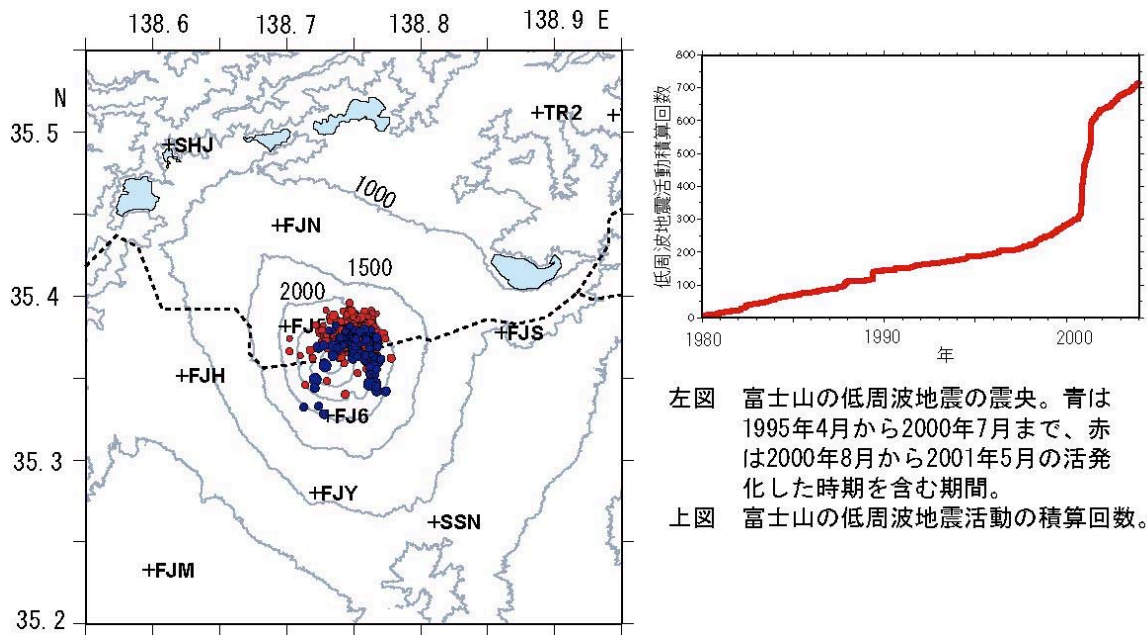 138.6 138.7 138.8 138.9 E
N
35.5
35.4
35.3
35.2
+TR2
+SHJ
1000
+FJN
1500
2000
+FJS
+FJH
+FJ6
+FJY
+SSN
+FJM
低周波地震活動積算回数
800
700
600
500
400
300
200
100
0
1980 1990 2000
年
左図 富士山の低周波地震の震央。青は
1995年4月から2000年7月まで、赤
は2000年8月から2001年5月の活発
化した時期を含む期間。
上図 富士山の低周波地震活動の積算回数。